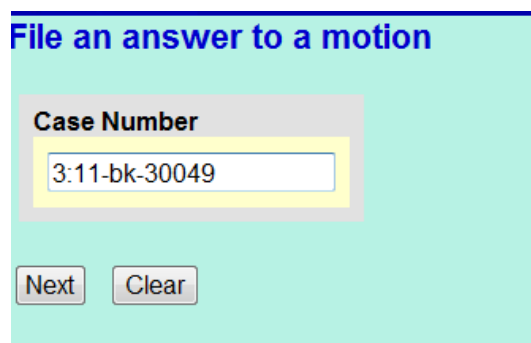 File an answer to a motion
Case Number
3:11-bk-30049
Next Clear